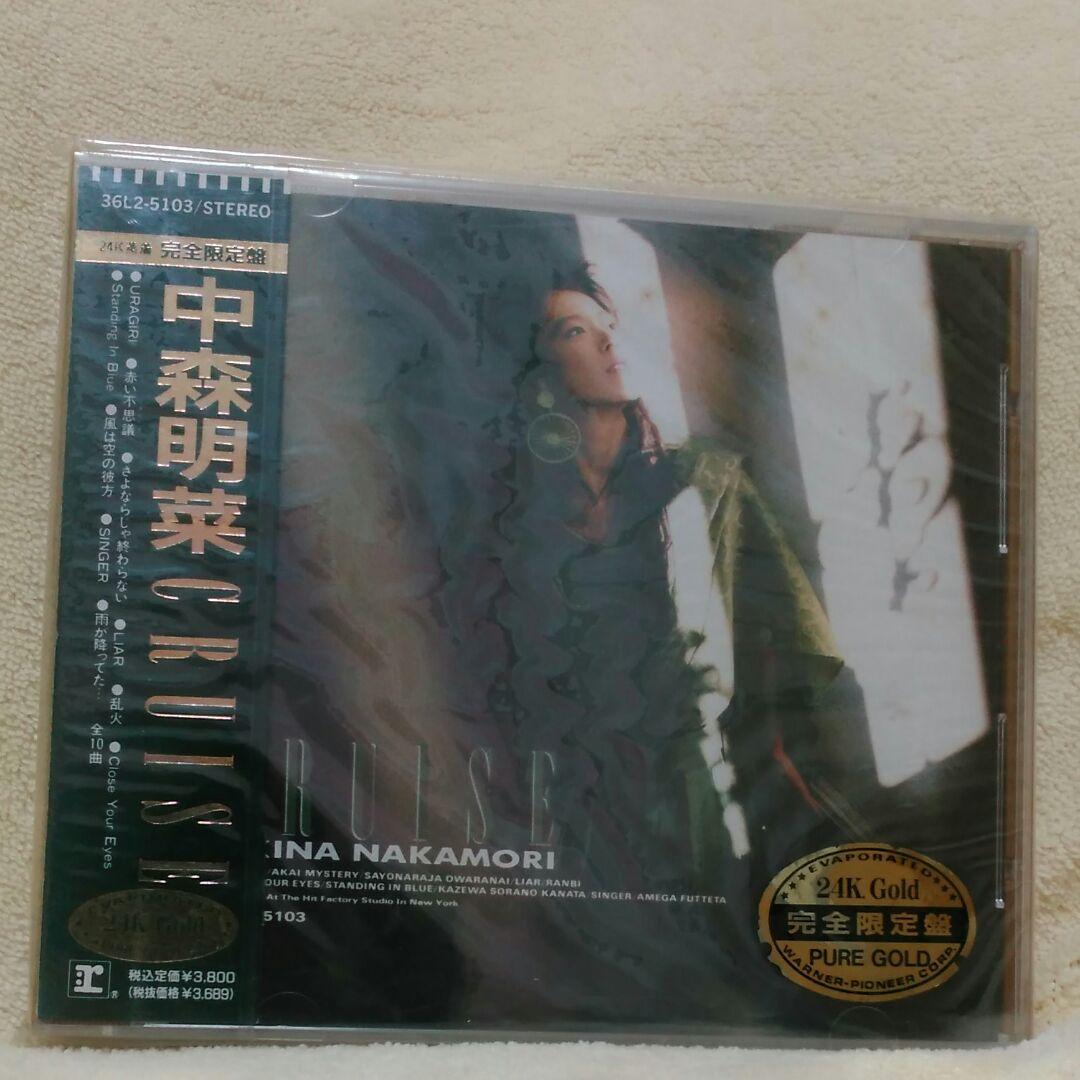 36L2-5103/STEREO
24K蒸着 完全限定盤
中森明菜 CRUISE
●URAGIRI ●赤い不思議 ●さよならじゃ終わらない ●LIAR ●乱火 ●Close Your Eyes
●Standing In Blue ●風は空の彼方 ●SINGER ●雨が降ってた… 全10曲
EVAPORATED
24K Gold
r®
税込定価¥3,800
(税抜価格¥3,689)
RUISE
KINA NAKAMORI
/AKAI MYSTERY/SAYONARAJA OWARANAI/LIAR/RANBI
OUR EYES/STANDING IN BLUE/KAZEWA SORANO KANATA/SINGER/AMEGA FUTTETA
At The Hit Factory Studio In New York
5103
EVAPORATED
24K Gold
完全限定盤
PURE GOLD
WARNER-PIONEER CORP.